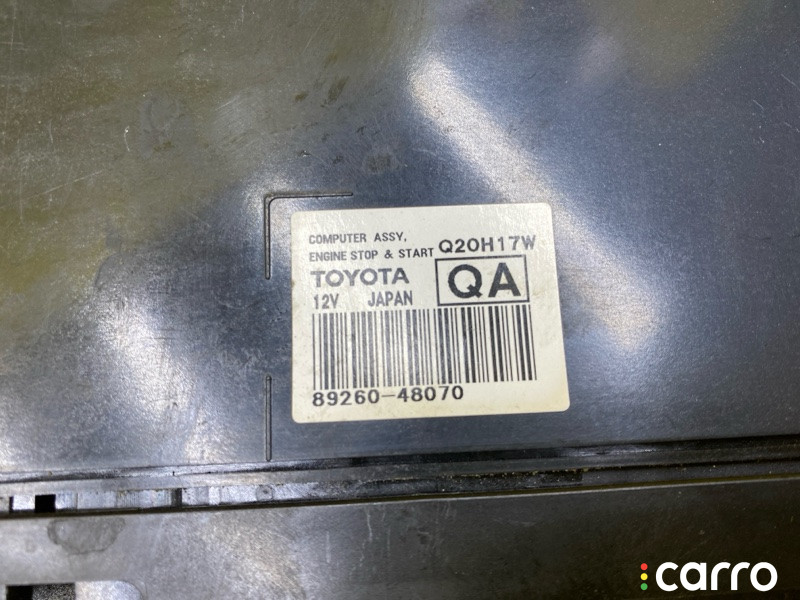 COMPUTER ASSY,
ENGINE STOP & START Q20H17W
TOYOTA QA
12V JAPAN
89260-48070
carro